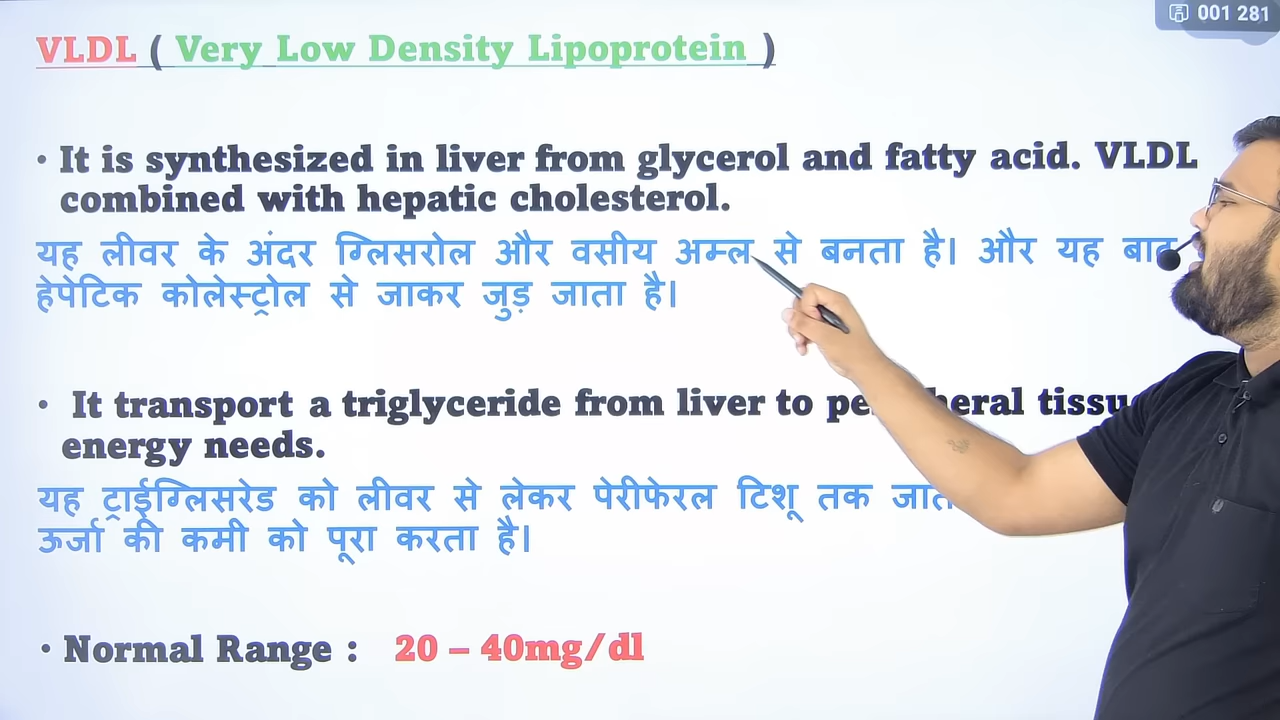 001 281
VLDL ( Very Low Density Lipoprotein )
• It is synthesized in liver from glycerol and fatty acid. VLDL
combined with hepatic cholesterol.
यह लीवर के अंदर ग्लिसरोल और वसीय अम्ल से बनता है। और यह
हेपेटिक कोलेस्ट्रोल से जाकर जुड़ जाता है।
• It transport a triglyceride from liver to
energy needs.
यह ट्राईग्लिसरेड को लीवर से लेकर पेरीफेरल टिशू तक
ऊर्जा की कमी को पूरा करता है।
• Normal Range : 20 – 40mg/dl